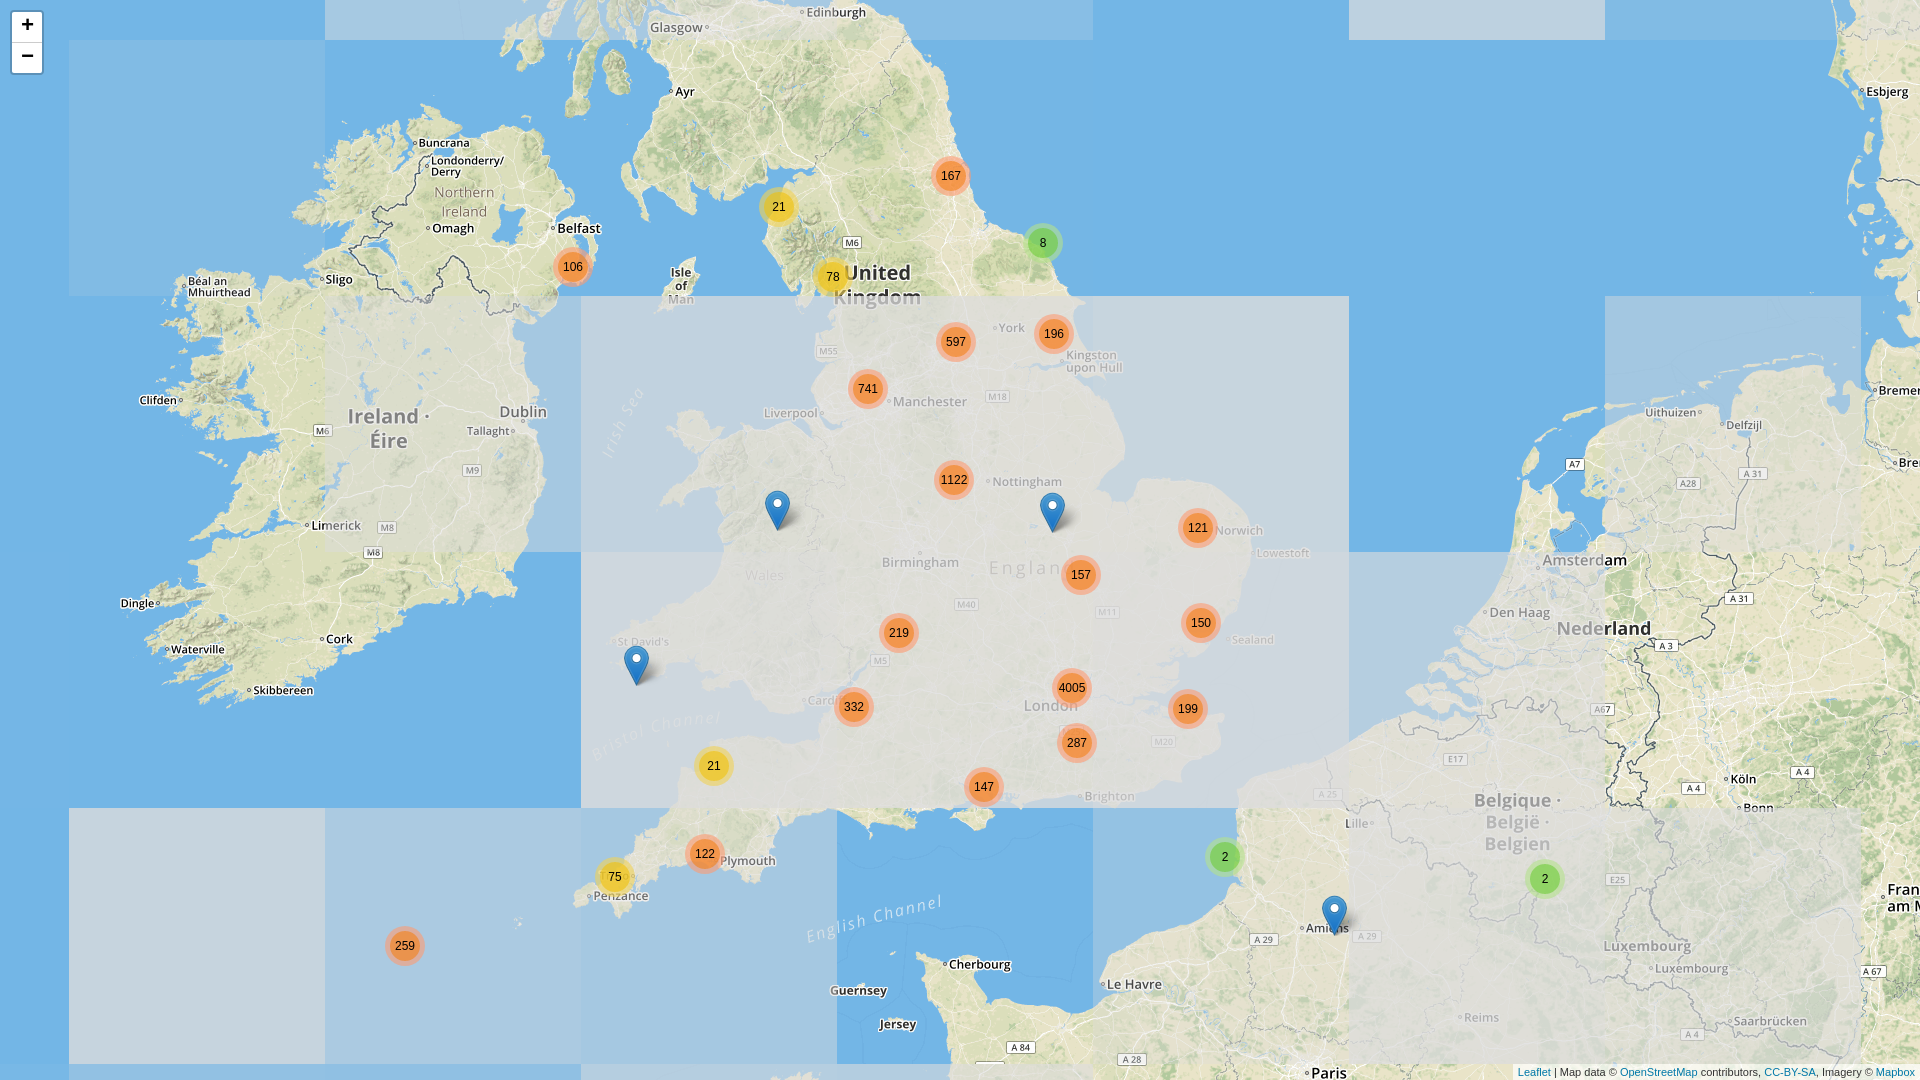 +
−
Glasgow
Edinburgh
Ayr
Esbjerg
Buncrana
Londonderry/
Derry
Northern
Ireland
Omagh
Belfast
167
21
M6
8
106
78
United
Kingdom
Isle
of
Man
Sligo
Béal an
Mhuirthead
York
196
597
M55
Kingston
upon Hull
741
Manchester
M18
Liverpool
Irish Sea
Clifden
Ireland ·
Éire
Dublin
Tallaght
M6
M9
Uithuizen
Delfzijl
A7
A 31
A28
Bremer
Bre
1122
Nottingham
121
Norwich
Lowestoft
Limerick
M8
M8
Birmingham
Wales
Englan
157
Amsterdam
Dingle
M40
M11
Den Haag
A 31
Nederland
Cork
Waterville
St David's
219
150
Sealand
A 3
M5
Skibbereen
4005
London
Cardiff
332
199
A67
Bristol Channel
287
M20
E17
21
147
Brighton
A 25
Köln
A 4
A 4
Bonn
Belgique ·
België ·
Belgien
Lille
122
Plymouth
75
Penzance
2
2
E25
Fran
am M
259
English Channel
Amiens
A 29
A 29
Luxembourg
Luxembourg
A 67
Cherbourg
Le Havre
Guernsey
Jersey
Reims
Saarbrücken
A 84
A 28
A 4
Paris
Leaflet | Map data © OpenStreetMap contributors, CC-BY-SA, Imagery © Mapbox